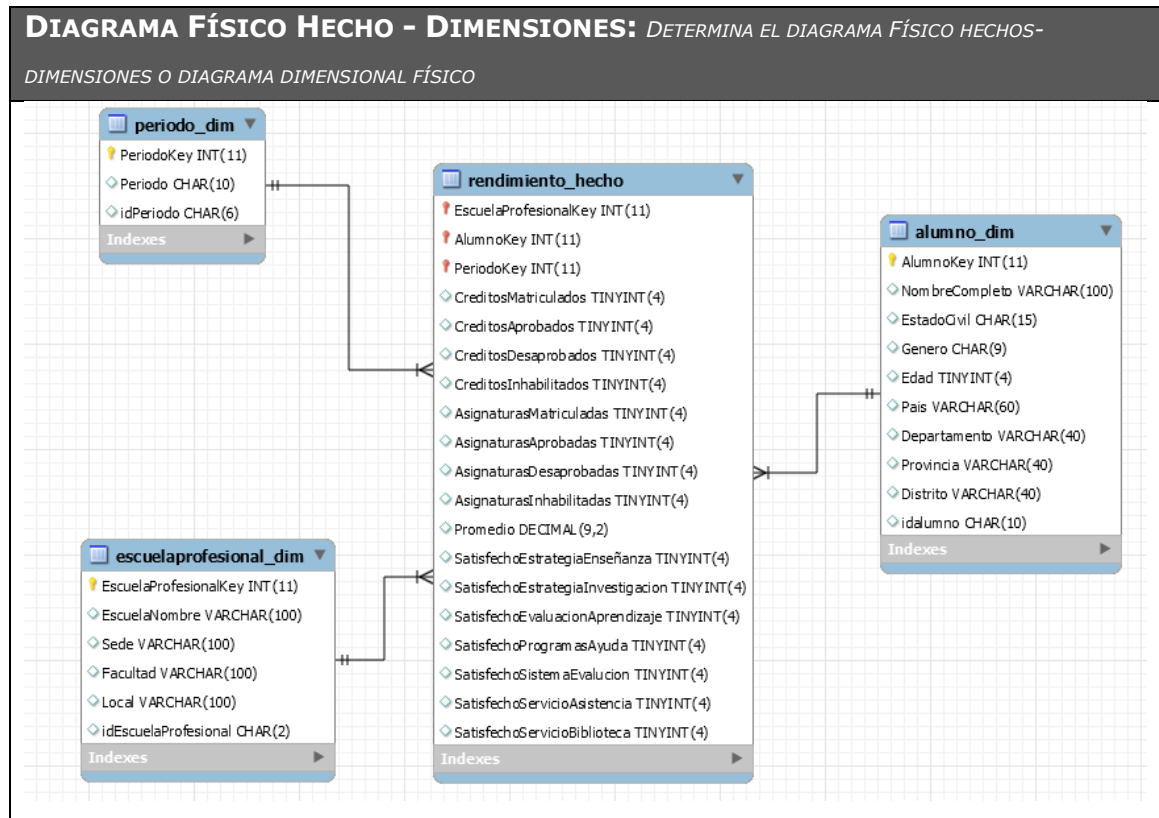 DIAGRAMA FÍSICO HECHO - DIMENSIONES: DETERMINA EL DIAGRAMA FÍSICO HECHOS-
DIMENSIONES O DIAGRAMA DIMENSIONAL FÍSICO
periodo_dim
PeriodoKey INT(11)
Periodo CHAR(10)
idPeriodo CHAR(6)
Indexes
rendimiento_hecho
EscuelaProfesionalKey INT(11)
AlumnoKey INT(11)
PeriodoKey INT(11)
CreditosMatriculados TINYINT(4)
CreditosAprobados TINYINT(4)
CreditosDesaprobados TINYINT(4)
CreditosInhabilitados TINYINT(4)
AsignaturasMatriculadas TINYINT(4)
AsignaturasAprobadas TINYINT(4)
AsignaturasDesaprobadas TINYINT(4)
AsignaturasInhabilitadas TINYINT(4)
Promedio DECIMAL(9,2)
SatisfechoEstrategiaEnseñanza TINYINT(4)
SatisfechoEstrategiaInvestigacion TINYINT(4)
SatisfechoEvaluacionAprendizaje TINYINT(4)
SatisfechoProgramasAyuda TINYINT(4)
SatisfechoSistemaEvalucion TINYINT(4)
SatisfechoServicioAsistencia TINYINT(4)
SatisfechoServicioBiblioteca TINYINT(4)
Indexes
alumno_dim
AlumnoKey INT(11)
NombreCompleto VARCHAR(100)
EstadoCivil CHAR(15)
Genero CHAR(9)
Edad TINYINT(4)
Pais VARCHAR(60)
Departamento VARCHAR(40)
Provincia VARCHAR(40)
Distrito VARCHAR(40)
idalumno CHAR(10)
Indexes
escuelaprofesional_dim
EscuelaProfesionalKey INT(11)
EscuelaNombre VARCHAR(100)
Sede VARCHAR(100)
Facultad VARCHAR(100)
Local VARCHAR(100)
idEscuelaProfesional CHAR(2)
Indexes